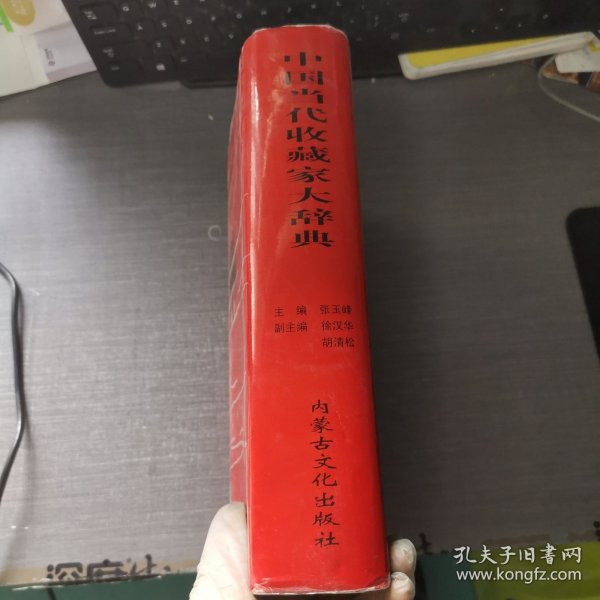 中国当代收藏家大辞典
主 编 张玉峰
副主编 徐汉华
胡清松
内蒙古文化出版社
深度
孔夫子旧书网
www.kongfz.com